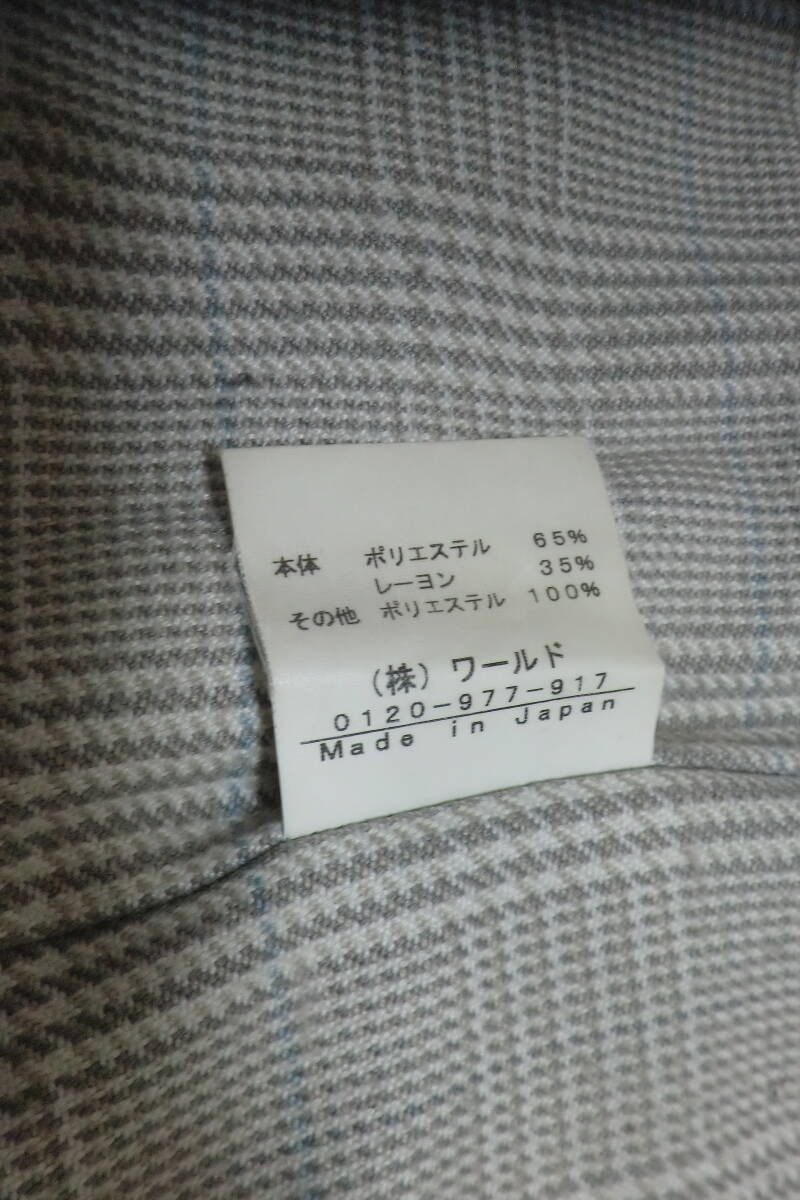 本体 ポリエステル 65%
レーヨン 35%
その他 ポリエステル 100%
(株)ワールド
0120-977-917
Made in Japan